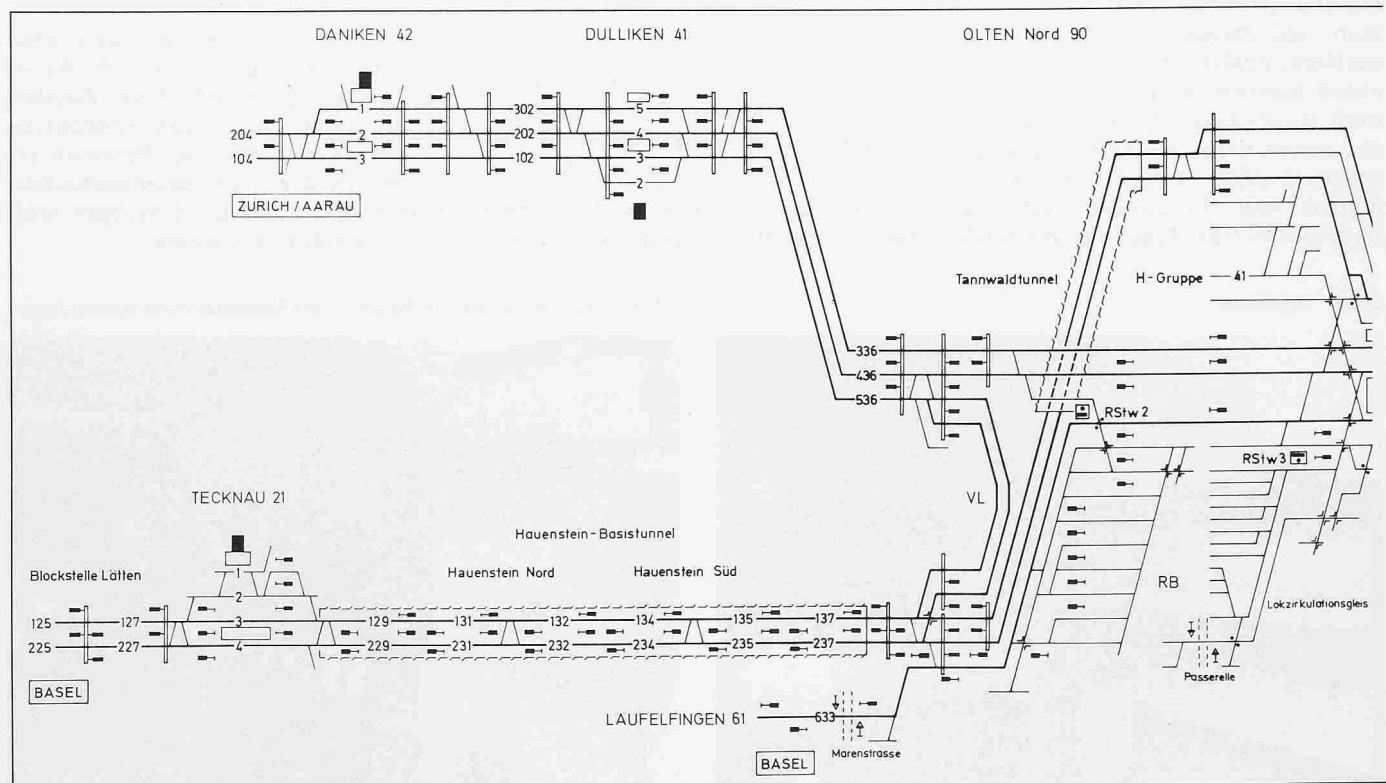 DANIKEN 42 DULLIKEN 41 OLTEN Nord 90
1 302 5
204 2 202 4
104 3 102 3
2
ZURICH / AARAU
Tannwaldtunnel H-Gruppe 41
336
436
536
RStw 2
RStw 3
TECKNAU 21
VL
Hauenstein-Basistunnel
Blockstelle Lätten Hauenstein Nord Hauenstein Süd
1
2
RB
Lokzirkulationsgleis
125 127 3 129 131 132 134 135 137
225 227 4 229 231 232 234 235 237
BASEL
Passerelle
LAUFELFINGEN 61 633
Marenstrasse
BASEL